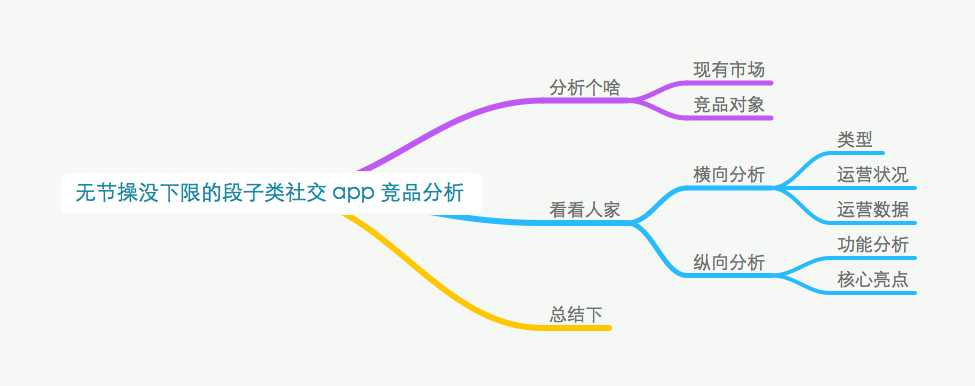 无节操没下限的段子类社交 app 竞品分析
分析个啥
现有市场
竞品对象
看看人家
横向分析
类型
运营状况
运营数据
纵向分析
功能分析
核心亮点
总结下